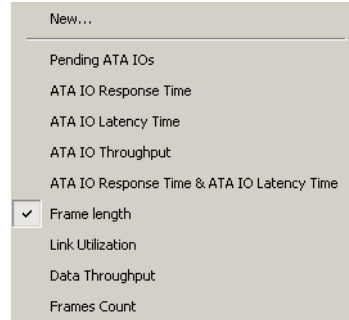 New...
Pending ATA IOs
ATA IO Response Time
ATA IO Latency Time
ATA IO Throughput
ATA IO Response Time & ATA IO Latency Time
Frame length
Link Utilization
Data Throughput
Frames Count